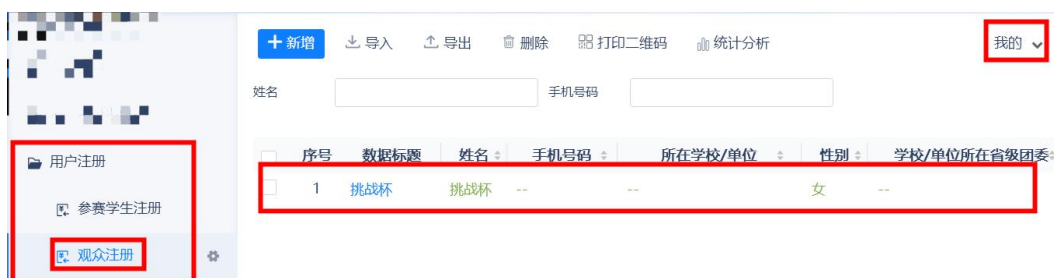 新增 导入 导出 删除 打印二维码 统计分析 我的
姓名 手机号码
用户注册
参赛学生注册
观众注册
序号 数据标题 姓名 手机号码 所在学校/单位 性别 学校/单位所在省级团委
1 挑战杯 挑战杯 -- -- 女 --